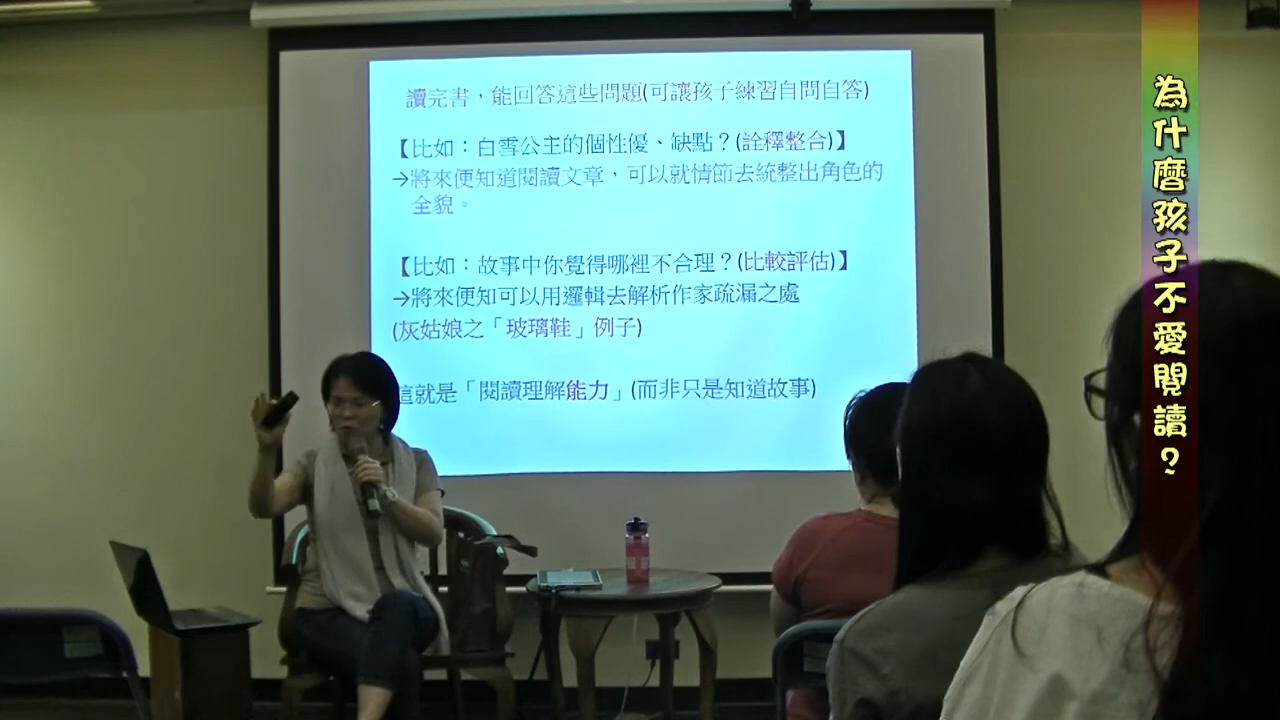 讀完書，能回答這些問題(可讓孩子練習自問自答)
【比如：白雪公主的個性優、缺點？(詮釋整合)】
→將來便知道閱讀文章，可以就情節去統整出角色的
全貌。
【比如：故事中你覺得哪裡不合理？(比較評估)】
→將來便知可以用邏輯去解析作家疏漏之處
(灰姑娘之「玻璃鞋」例子)
這就是「閱讀理解能力」(而非只是知道故事)
為什麼孩子不愛閱讀？